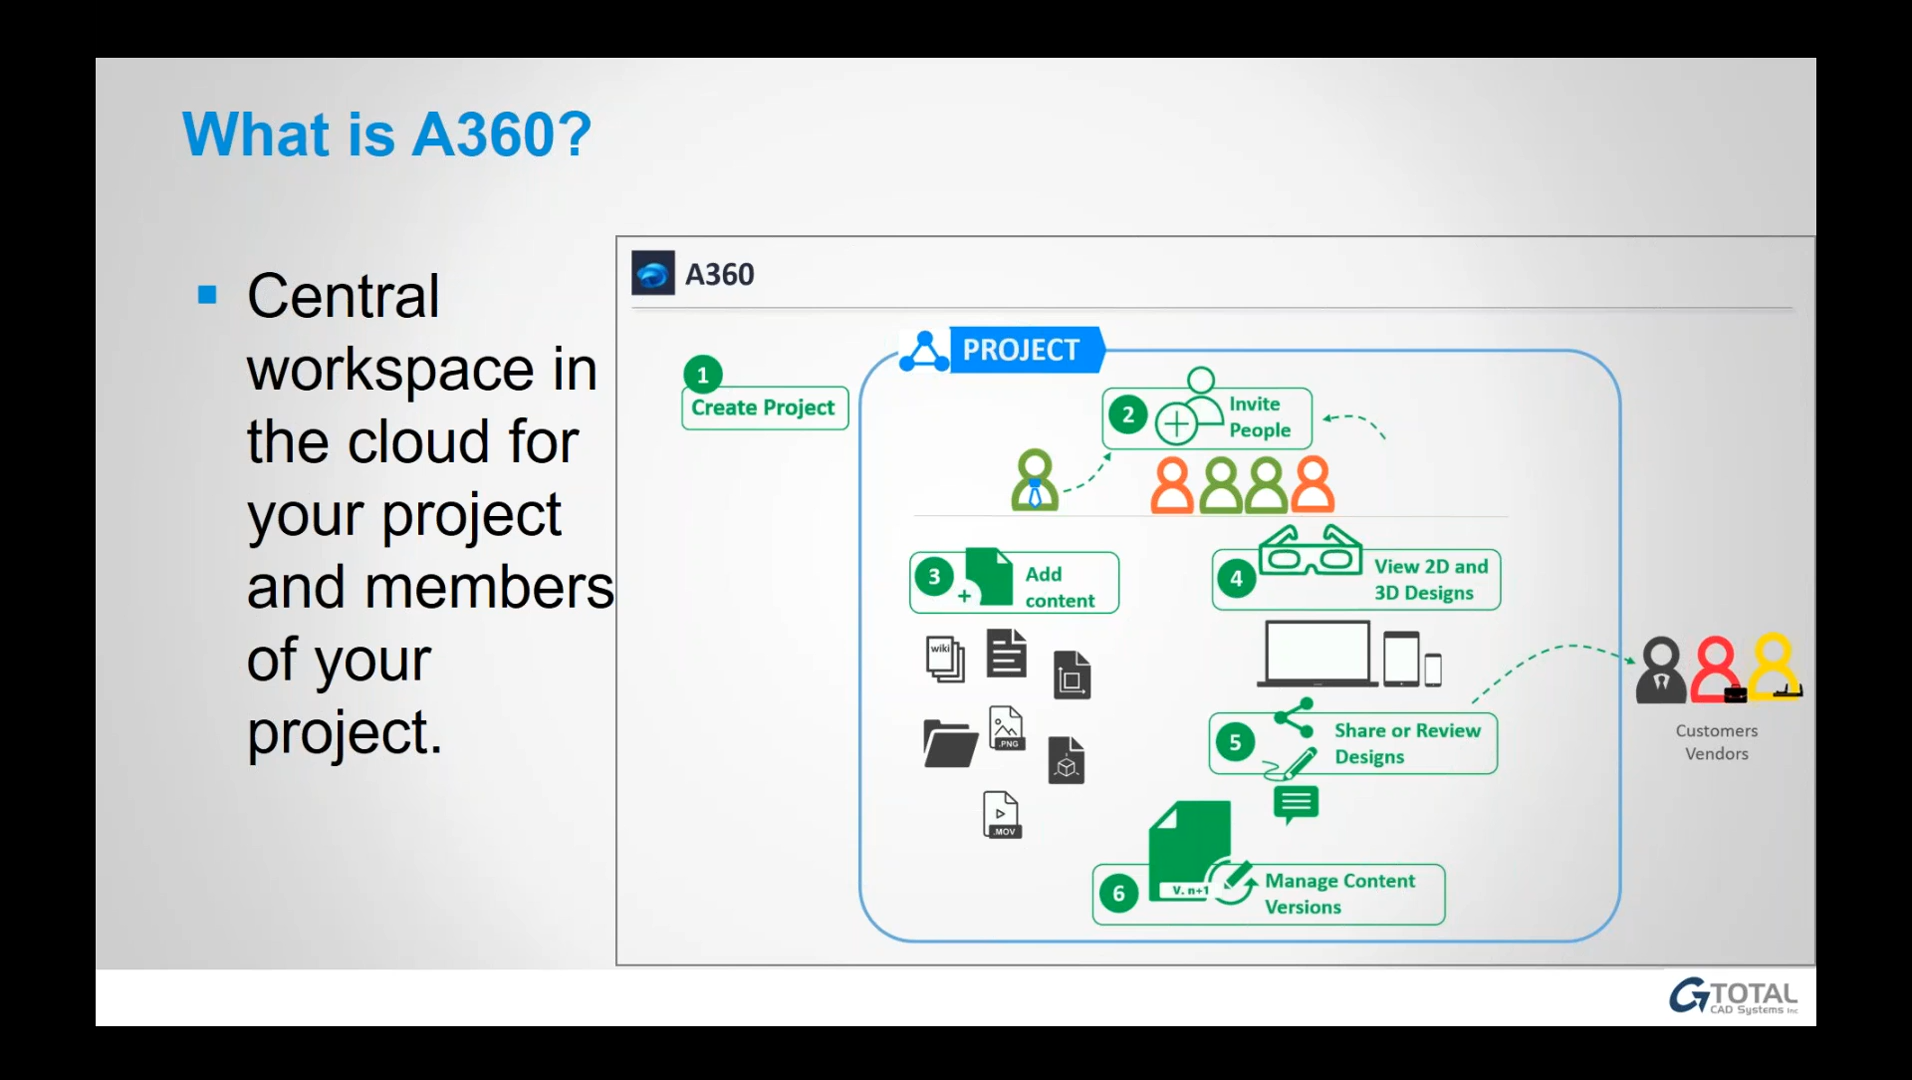 What is A360?
Central
workspace in
the cloud for
your project
and members
of your
project.
A360
PROJECT
1
Create Project
2
Invite
People
3
Add
content
4
View 2D and
3D Designs
wiki
.PNG
.MOV
5
Share or Review
Designs
Customers
Vendors
V. n+1
6
Manage Content
Versions
TOTAL
CAD Systems Inc